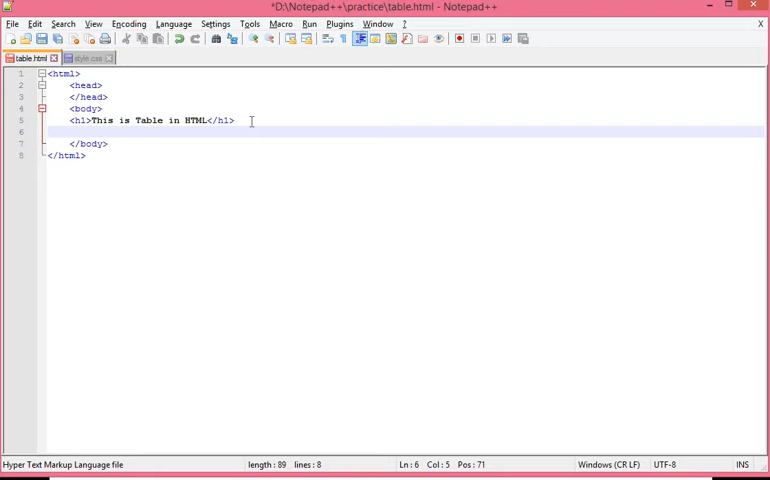 *D:\Notepad++\practice\table.html - Notepad++
File Edit Search View Encoding Language Settings Tools Macro Run Plugins Window ? X
table.html style.css
1 <html>
2 <head>
3 </head>
4 <body>
5 <h1>This is Table in HTML</h1>
6
7 </body>
8 </html>
Hyper Text Markup Language file length : 89 lines : 8 Ln : 6 Col : 5 Pos : 71 Windows (CR LF) UTF-8 INS